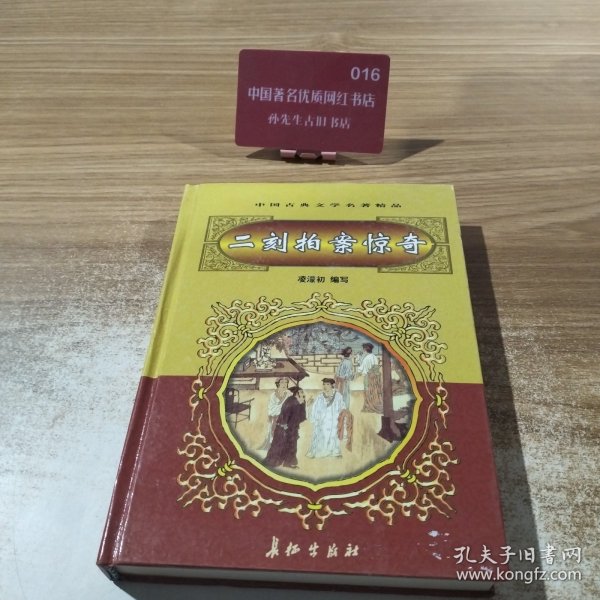 016
中国著名优质网红书店
孙先生古旧书店
中国古典文学名著精品
二刻拍案惊奇
凌濛初 编写
长征出版社
孔夫子旧书网
www.kongfz.com